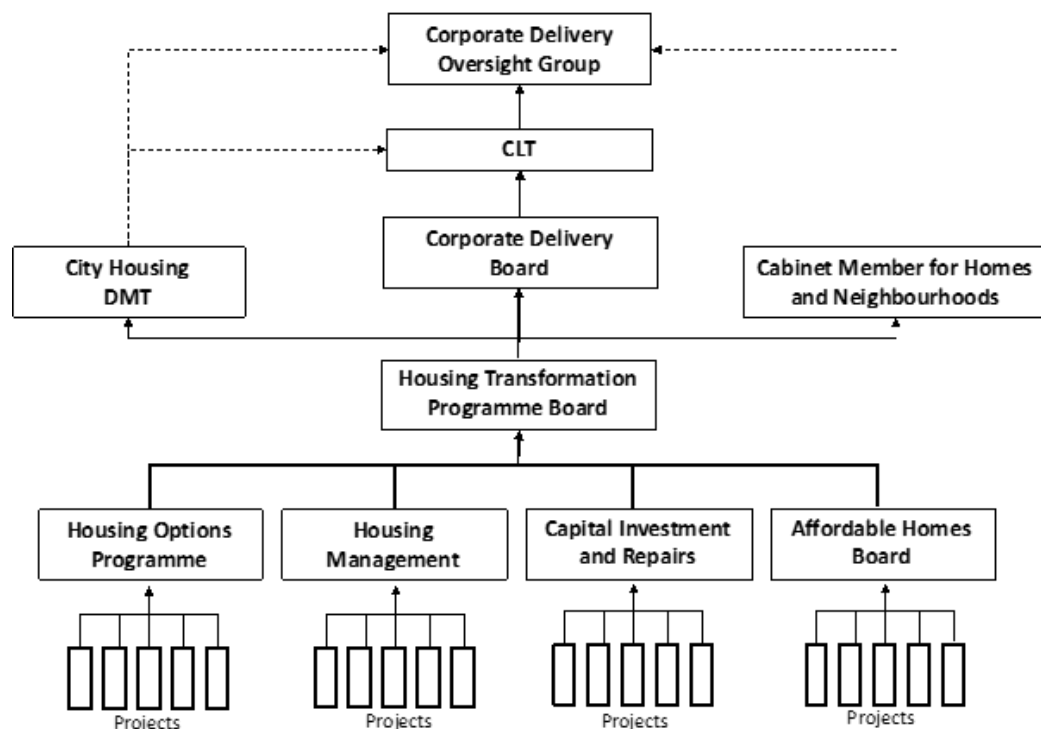 Corporate Delivery
Oversight Group
CLT
Corporate Delivery
Board
City Housing
DMT
Cabinet Member for Homes
and Neighbourhoods
Housing Transformation
Programme Board
Housing Options
Programme
Housing
Management
Capital Investment
and Repairs
Affordable Homes
Board
Projects
Projects
Projects
Projects